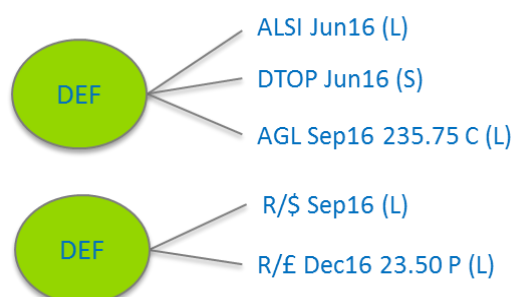 ALSI Jun16 (L)
DEF
DTOP Jun16 (S)
AGL Sep16 235.75 C (L)
R/$ Sep16 (L)
DEF
R/£ Dec16 23.50 P (L)